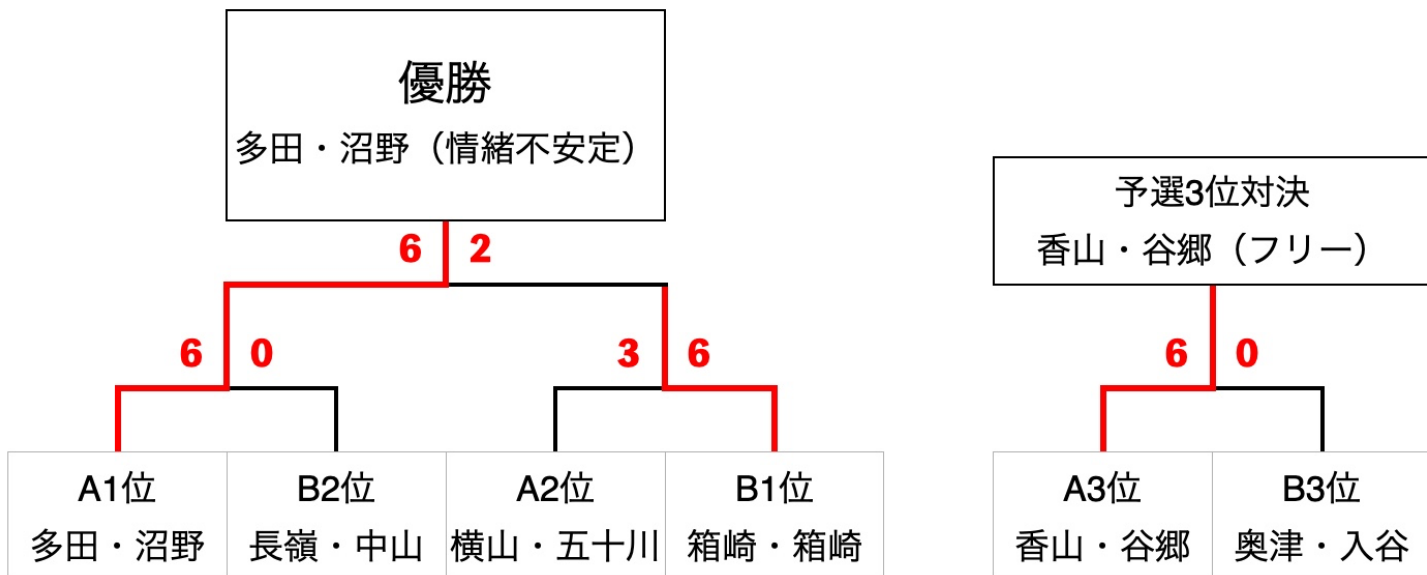 優勝
多田・沼野（情緒不安定）
予選3位対決
香山・谷郷（フリー）
6 2
6 0
3 6
6 0
A1位
多田・沼野
B2位
長嶺・中山
A2位
横山・五十川
B1位
箱崎・箱崎
A3位
香山・谷郷
B3位
奥津・入谷